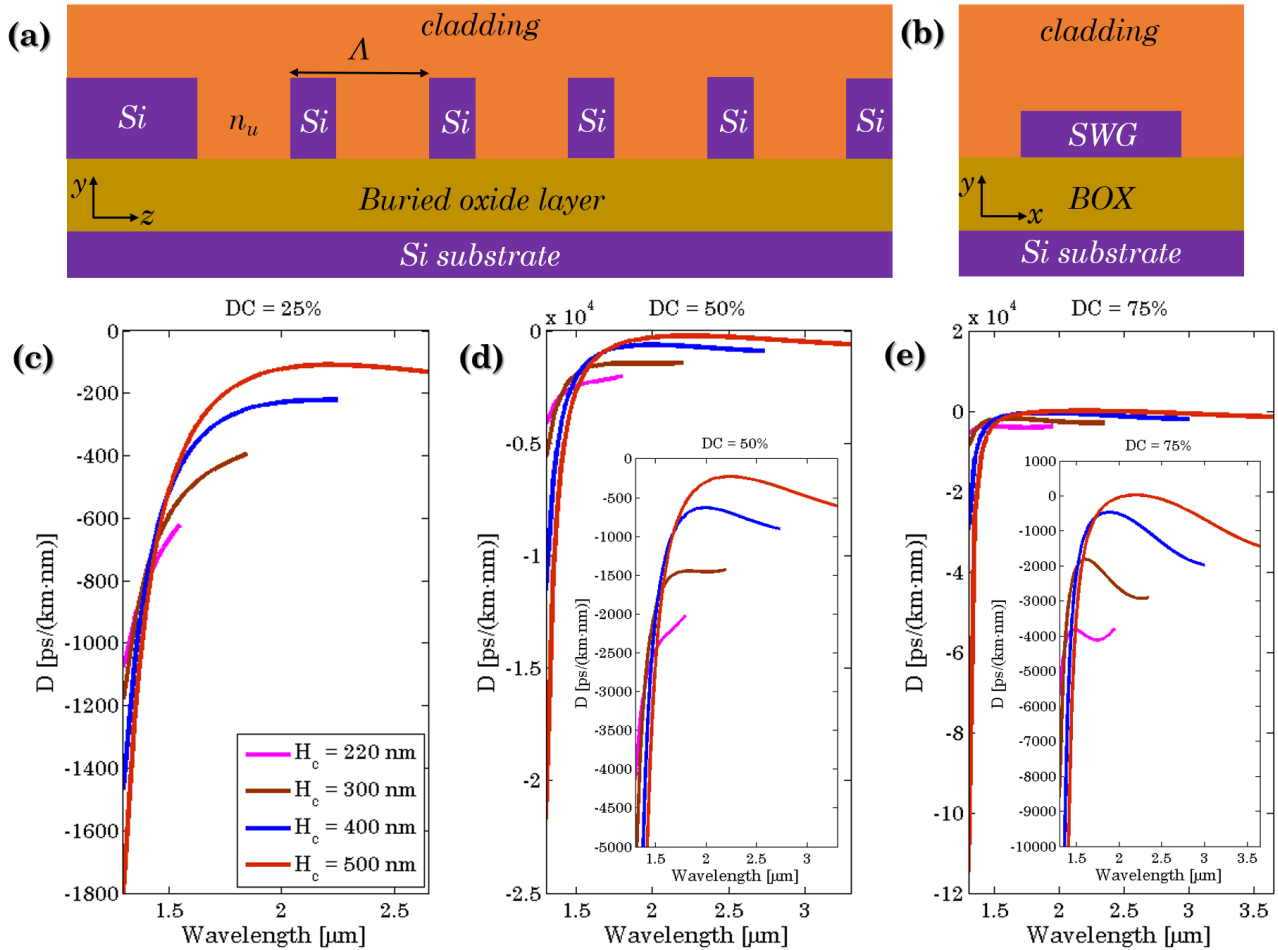 (a)
cladding
Λ
Si
n_u
Si
Si
Si
Si
Si
y
z
Buried oxide layer
Si substrate
(b)
cladding
SWG
y
x
BOX
Si substrate
(c)
DC = 25%
0
-200
-400
-600
-800
-1000
-1200
-1400
-1600
-1800
D [ps/(km·nm)]
1.5
2
2.5
Wavelength [µm]
H_c = 220 nm
H_c = 300 nm
H_c = 400 nm
H_c = 500 nm
(d)
DC = 50%
x 10^4
0
-0.5
-1
-1.5
-2
-2.5
D [ps/(km·nm)]
1.5
2
2.5
3
Wavelength [µm]
DC = 50%
0
-500
-1000
-1500
-2000
-2500
-3000
-3500
-4000
-4500
-5000
D [ps/(km·nm)]
1.5
2
2.5
3
Wavelength [µm]
(e)
DC = 75%
x 10^4
2
0
-2
-4
-6
-8
-10
-12
D [ps/(km·nm)]
1.5
2
2.5
3
3.5
Wavelength [µm]
DC = 75%
1000
0
-1000
-2000
-3000
-4000
-5000
-6000
-7000
-8000
-9000
-10000
D [ps/(km·nm)]
1.5
2
2.5
3
3.5
Wavelength [µm]